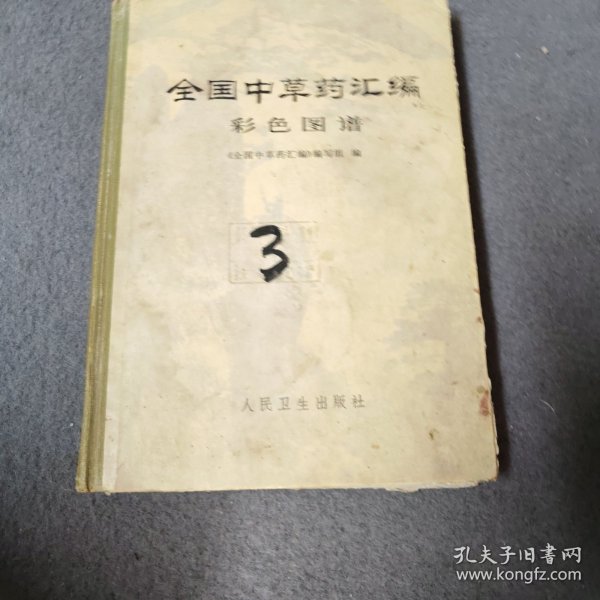 全国中草药汇编
彩色图谱
《全国中草药汇编》编写组 编
3
人民卫生出版社
孔夫子旧书网
www.kongfz.com